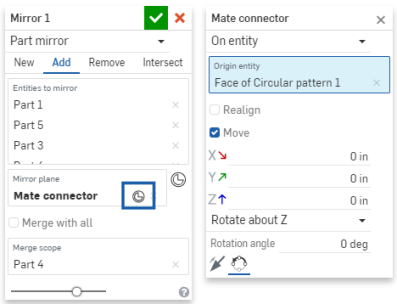 Mirror 1
Part mirror
New Add Remove Intersect
Entities to mirror
Part 1
Part 5
Part 3
Mirror plane
Mate connector
Merge with all
Merge scope
Part 4
Mate connector
On entity
Origin entity
Face of Circular pattern 1
Realign
Move
X 0 in
Y 0 in
Z 0 in
Rotate about Z
Rotation angle 0 deg